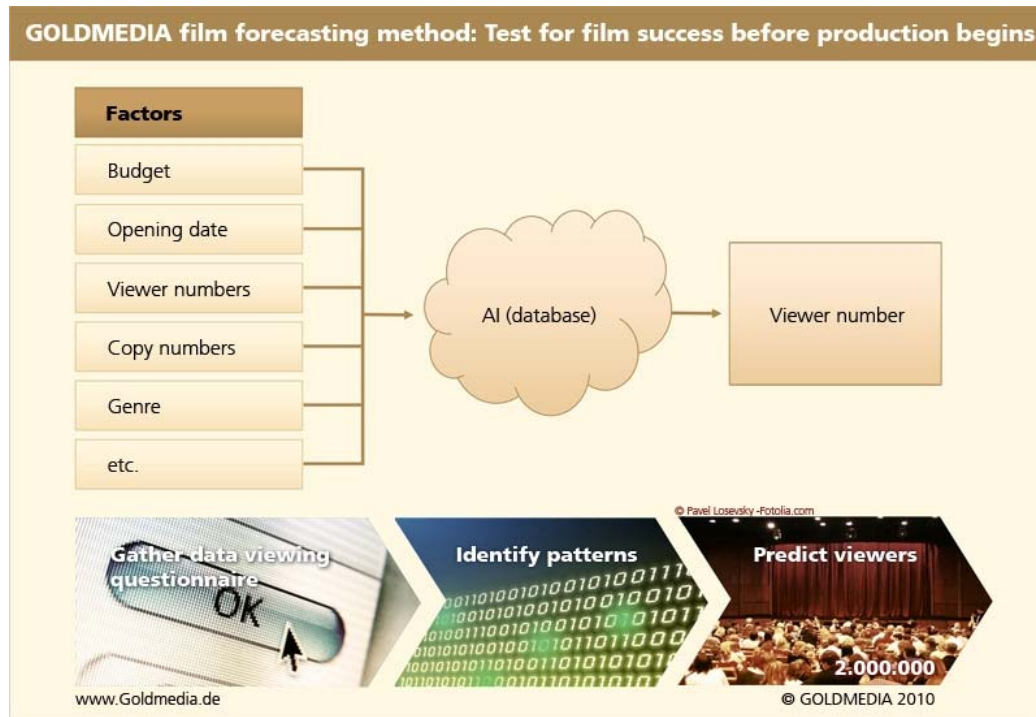 GOLDMEDIA film forecasting method: Test for film success before production begins
Factors
Budget
Opening date
Viewer numbers
Copy numbers
Genre
etc.
AI (database)
Viewer number
© Pavel Losevsky -Fotolia.com
Gather data viewing
questionnaire
OK
Identify patterns
Predict viewers
2.000.000
www.Goldmedia.de
© GOLDMEDIA 2010